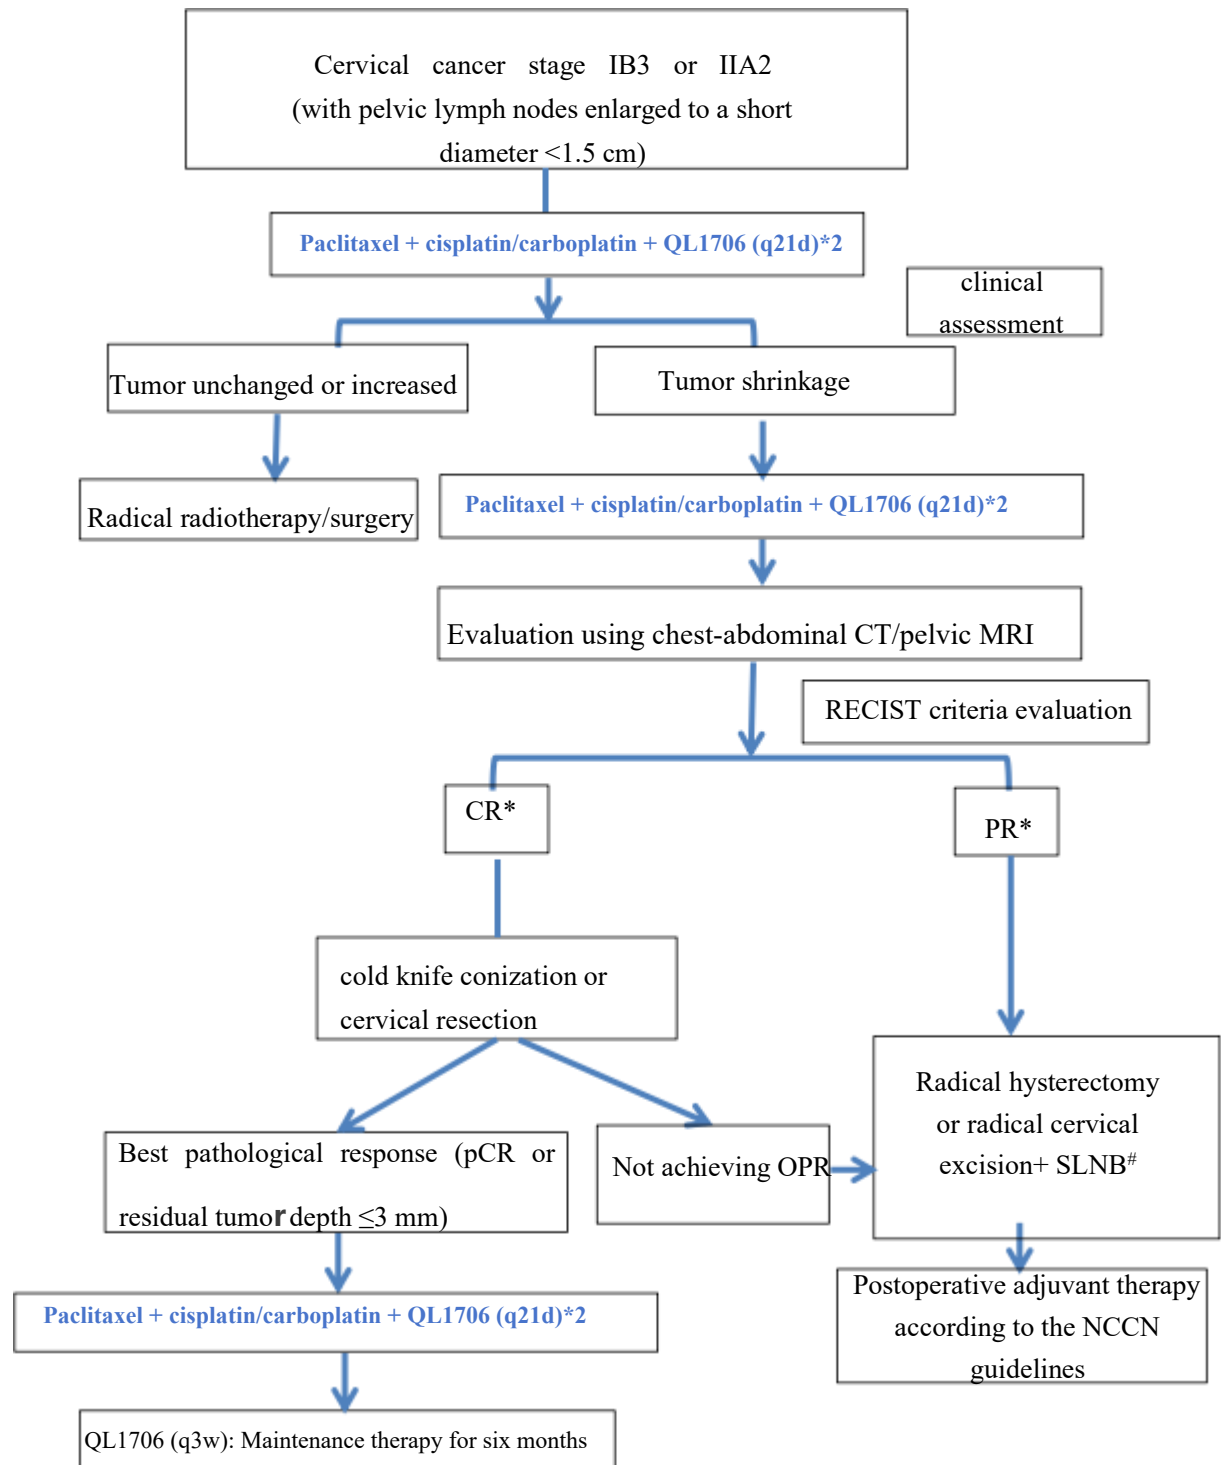 Cervical cancer stage IB3 or IIA2
(with pelvic lymph nodes enlarged to a short
diameter <1.5 cm)
Paclitaxel + cisplatin/carboplatin + QL1706 (q21d)*2
clinical
assessment
Tumor unchanged or increased
Tumor shrinkage
Radical radiotherapy/surgery
Paclitaxel + cisplatin/carboplatin + QL1706 (q21d)*2
Evaluation using chest-abdominal CT/pelvic MRI
RECIST criteria evaluation
CR*
PR*
cold knife conization or
cervical resection
Radical hysterectomy
or radical cervical
excision+ SLNB#
Best pathological response (pCR or
residual tumor depth ≤3 mm)
Not achieving OPR
Paclitaxel + cisplatin/carboplatin + QL1706 (q21d)*2
Postoperative adjuvant therapy
according to the NCCN
guidelines
QL1706 (q3w): Maintenance therapy for six months